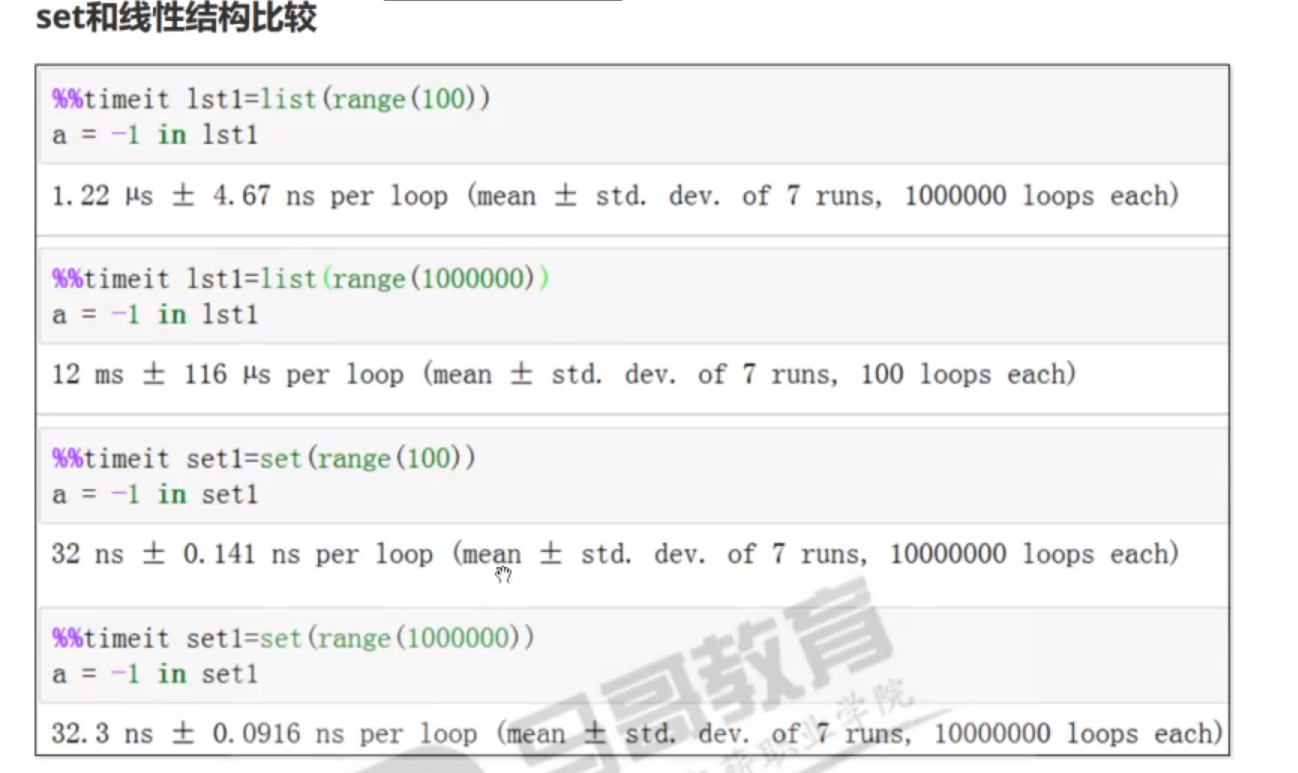 set和线性结构比较
%%timeit lst1=list(range(100))
a = -1 in lst1
1.22 μs ± 4.67 ns per loop (mean ± std. dev. of 7 runs, 1000000 loops each)
%%timeit lst1=list(range(1000000))
a = -1 in lst1
12 ms ± 116 μs per loop (mean ± std. dev. of 7 runs, 100 loops each)
%%timeit set1=set(range(100))
a = -1 in set1
32 ns ± 0.141 ns per loop (mean ± std. dev. of 7 runs, 10000000 loops each)
%%timeit set1=set(range(1000000))
a = -1 in set1
32.3 ns ± 0.0916 ns per loop (mean ± std. dev. of 7 runs, 10000000 loops each)
马哥教育
薪职业学院